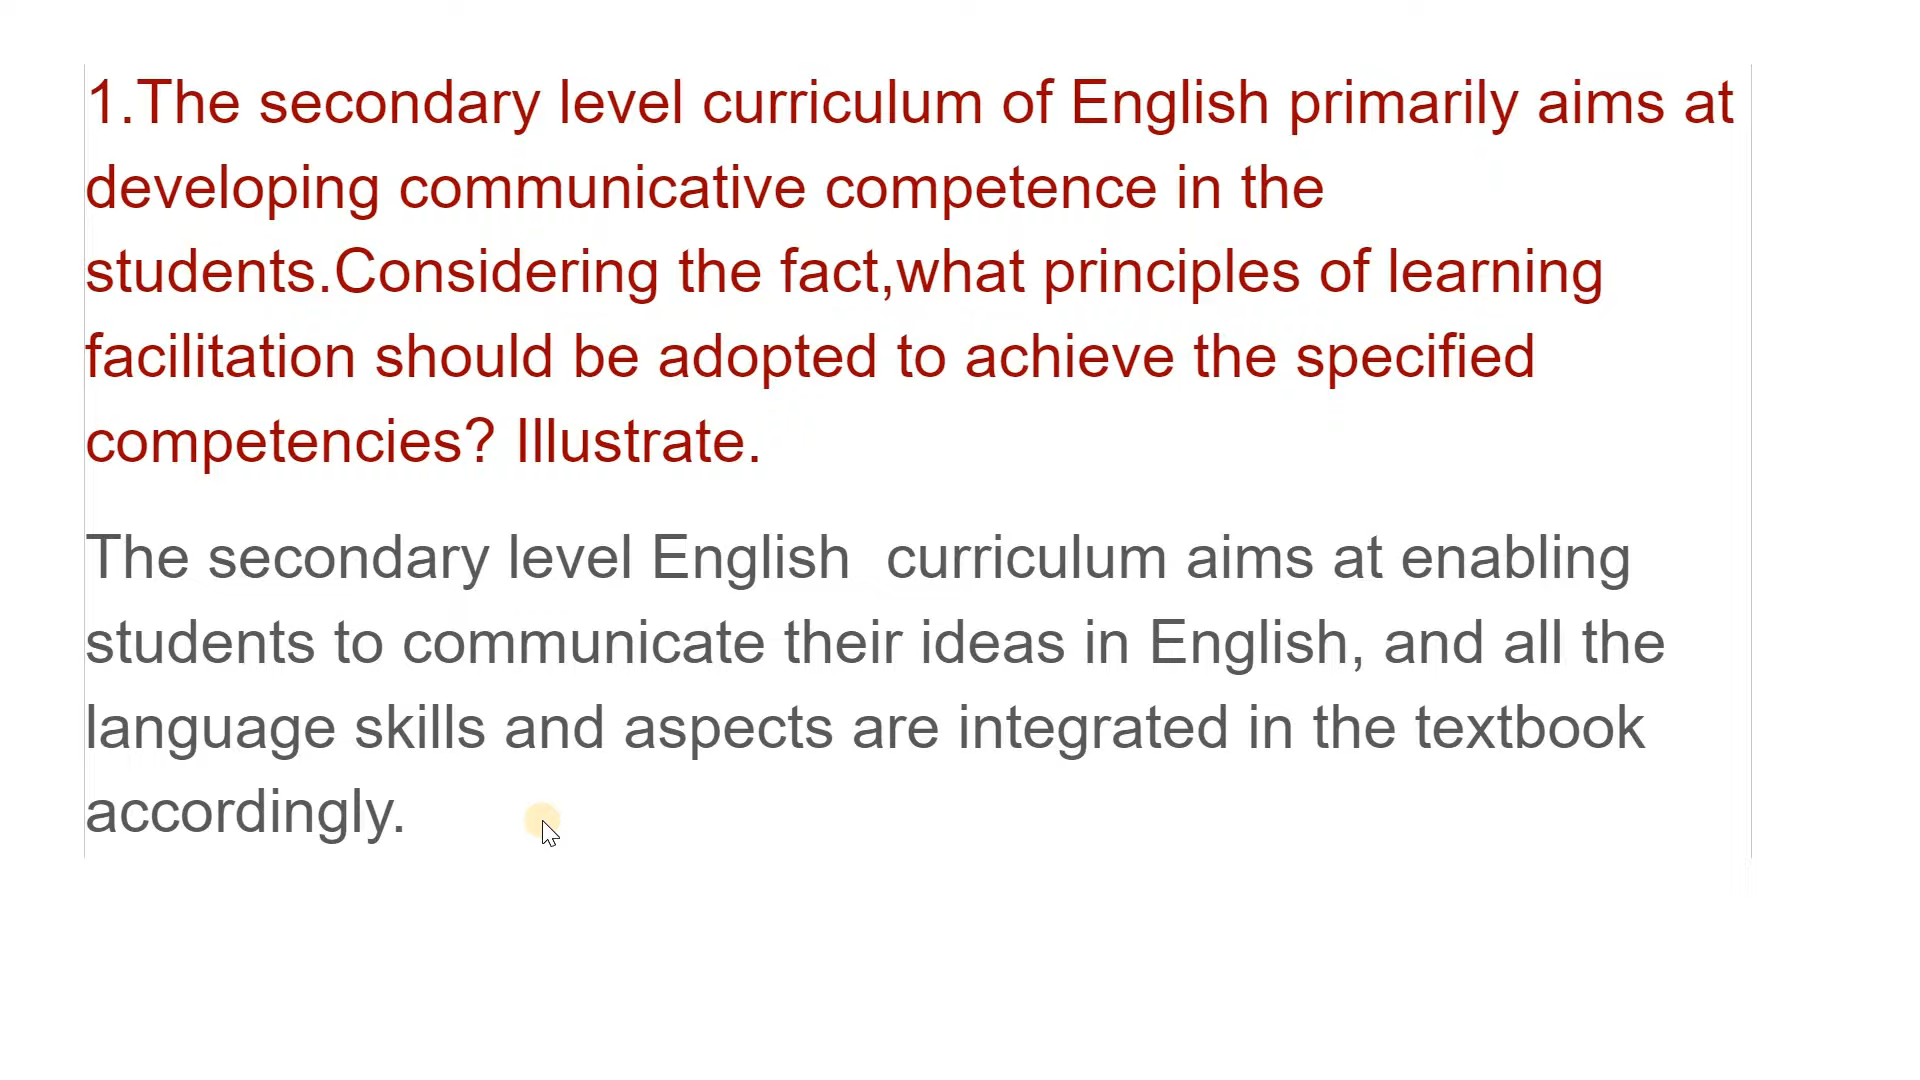 1.The secondary level curriculum of English primarily aims at
developing communicative competence in the
students.Considering the fact,what principles of learning
facilitation should be adopted to achieve the specified
competencies? Illustrate.
The secondary level English  curriculum aims at enabling
students to communicate their ideas in English, and all the
language skills and aspects are integrated in the textbook
accordingly.